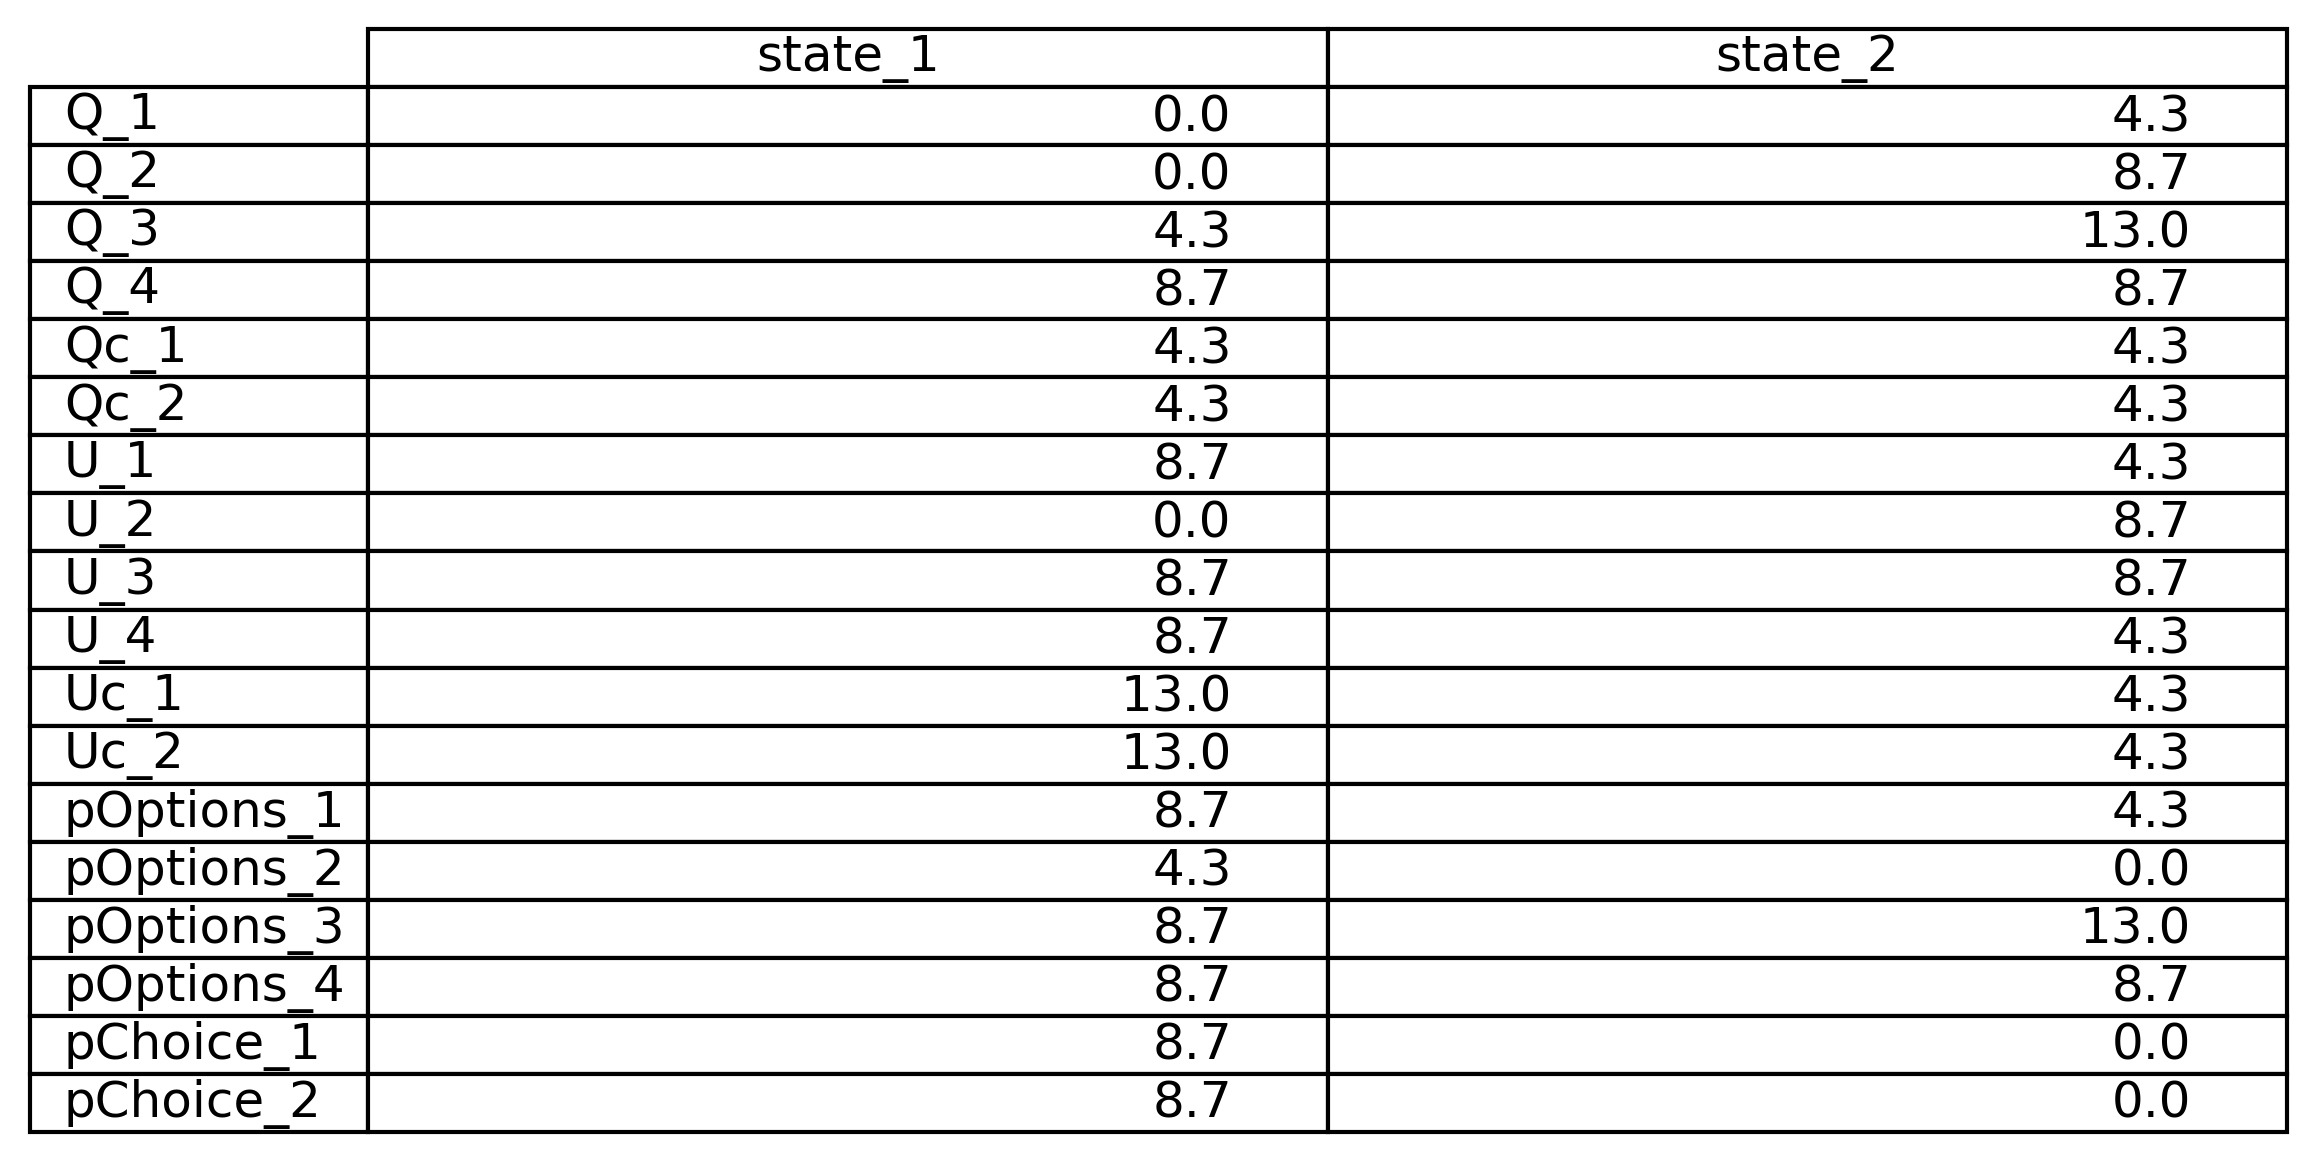 state_1 state_2
Q_1 0.0 4.3
Q_2 0.0 8.7
Q_3 4.3 13.0
Q_4 8.7 8.7
Qc_1 4.3 4.3
Qc_2 4.3 4.3
U_1 8.7 4.3
U_2 0.0 8.7
U_3 8.7 8.7
U_4 8.7 4.3
Uc_1 13.0 4.3
Uc_2 13.0 4.3
pOptions_1 8.7 4.3
pOptions_2 4.3 0.0
pOptions_3 8.7 13.0
pOptions_4 8.7 8.7
pChoice_1 8.7 0.0
pChoice_2 8.7 0.0